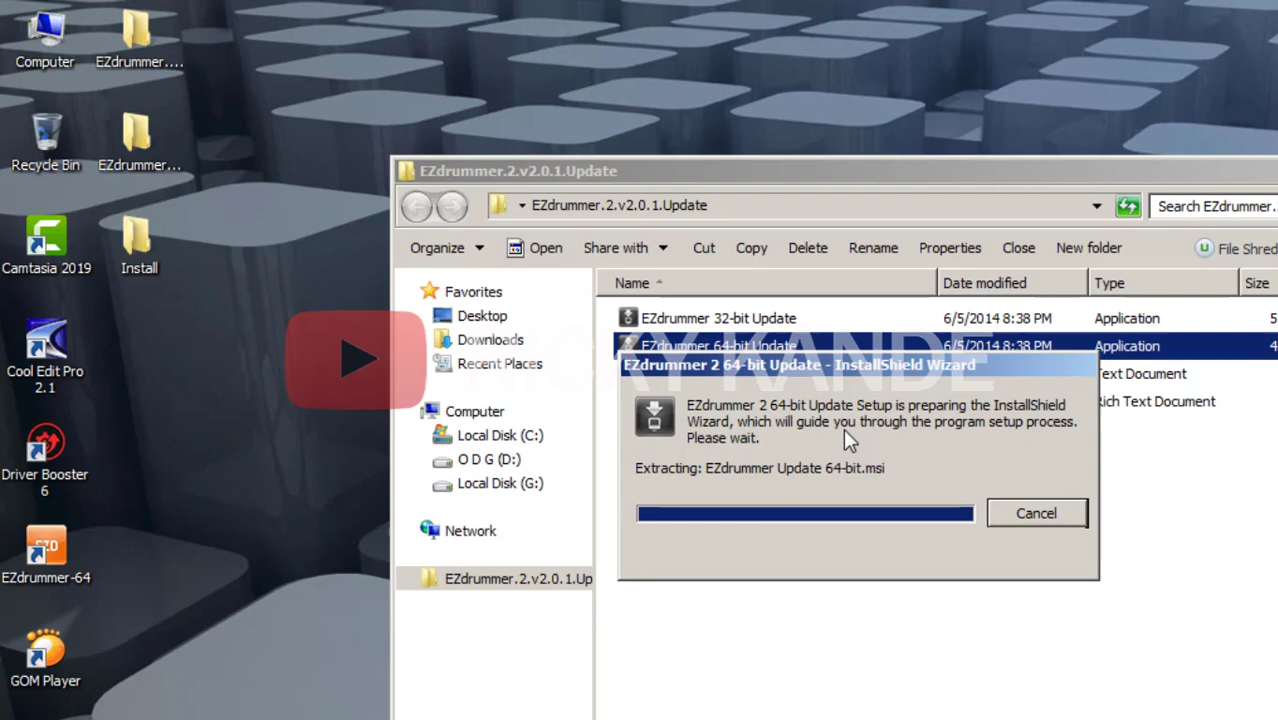 Computer
EZdrummer....
Recycle Bin
EZdrummer...
Camtasia 2019
Install
Cool Edit Pro
2.1
Driver Booster
6
EZD
EZdrummer-64
GOM Player
EZdrummer.2.v2.0.1.Update
EZdrummer.2.v2.0.1.Update
Search EZdrummer.
Organize
Open
Share with
Cut
Copy
Delete
Rename
Properties
Close
New folder
File Shred
Favorites
Desktop
Downloads
Recent Places
Computer
Local Disk (C:)
O D G (D:)
Local Disk (G:)
Network
EZdrummer.2.v2.0.1.Up
Name
Date modified
Type
Size
EZdrummer 32-bit Update
6/5/2014 8:38 PM
Application
5
EZdrummer 64-bit Update
6/5/2014 8:38 PM
Application
4
Text Document
Rich Text Document
KANDE
EZdrummer 2 64-bit Update - InstallShield Wizard
EZdrummer 2 64-bit Update Setup is preparing the InstallShield
Wizard, which will guide you through the program setup process.
Please wait.
Extracting: EZdrummer Update 64-bit.msi
Cancel